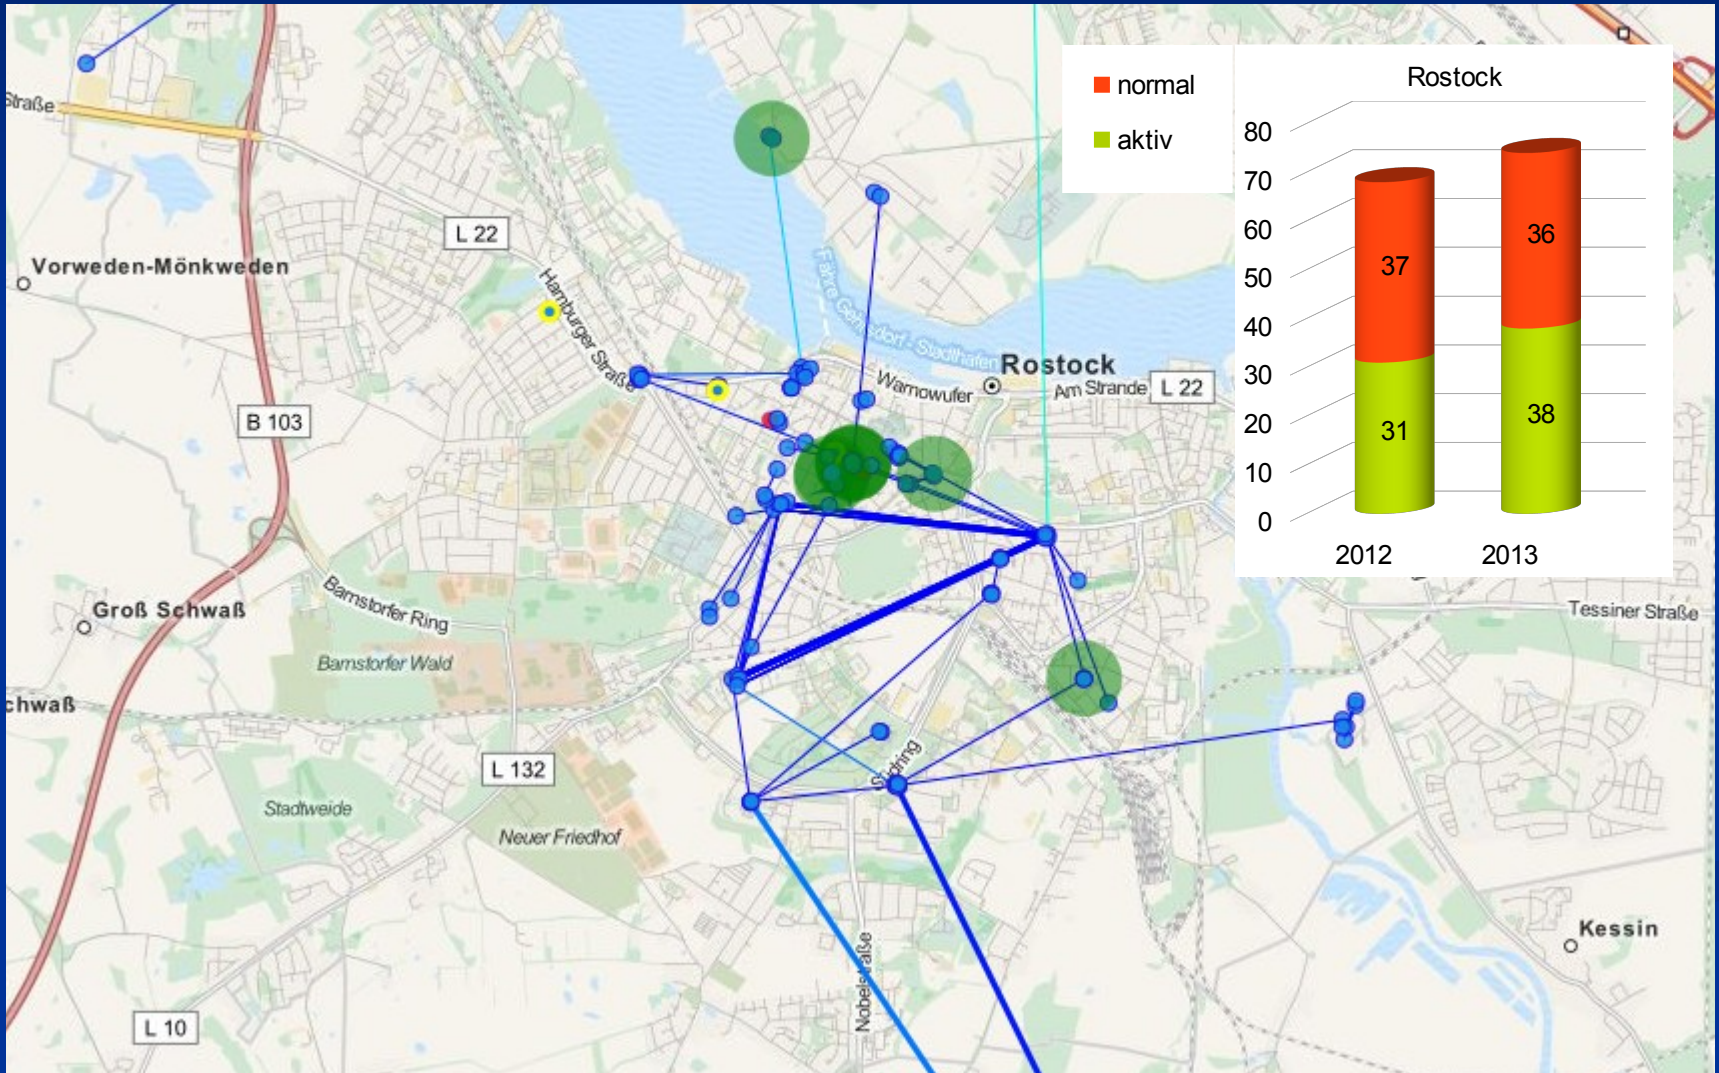 Straße
L 22
Vorweden-Mönkweden
Hamburger Straße
B 103
Fähre Gehlsdorf - Stadthafen
Rostock
Warnowufer
Am Strande
L 22
normal
aktiv
Rostock
80
70
60
50
40
30
20
10
0
37
31
36
38
2012
2013
Groß Schwaß
Barnstorfer Ring
Barnstorfer Wald
Tessiner Straße
chwaß
L 132
Südring
Stadtweide
Neuer Friedhof
Nobelstraße
Kessin
L 10